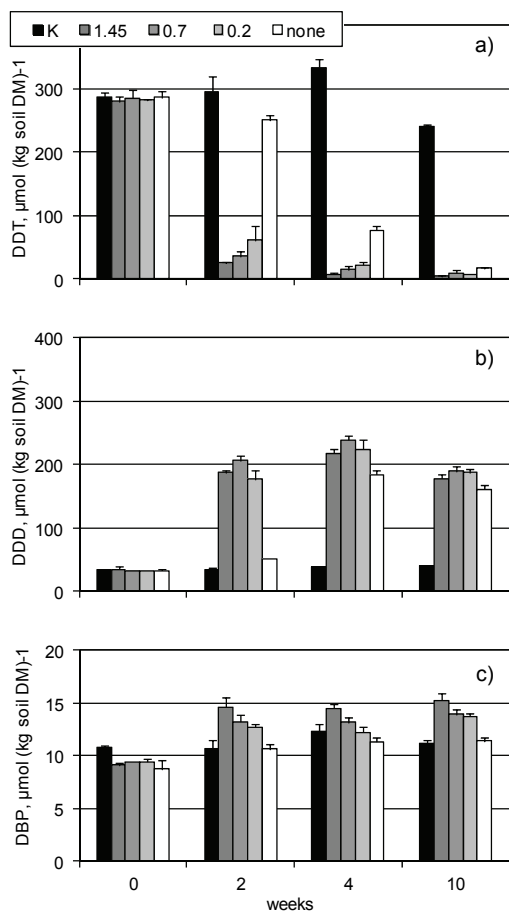 K 1.45 0.7 0.2 none
a)
300
200
100
0
DDT, µmol (kg soil DM)-1
b)
400
300
200
100
0
DDD, µmol (kg soil DM)-1
c)
20
15
10
5
0
DBP, µmol (kg soil DM)-1
0 2 4 10
weeks